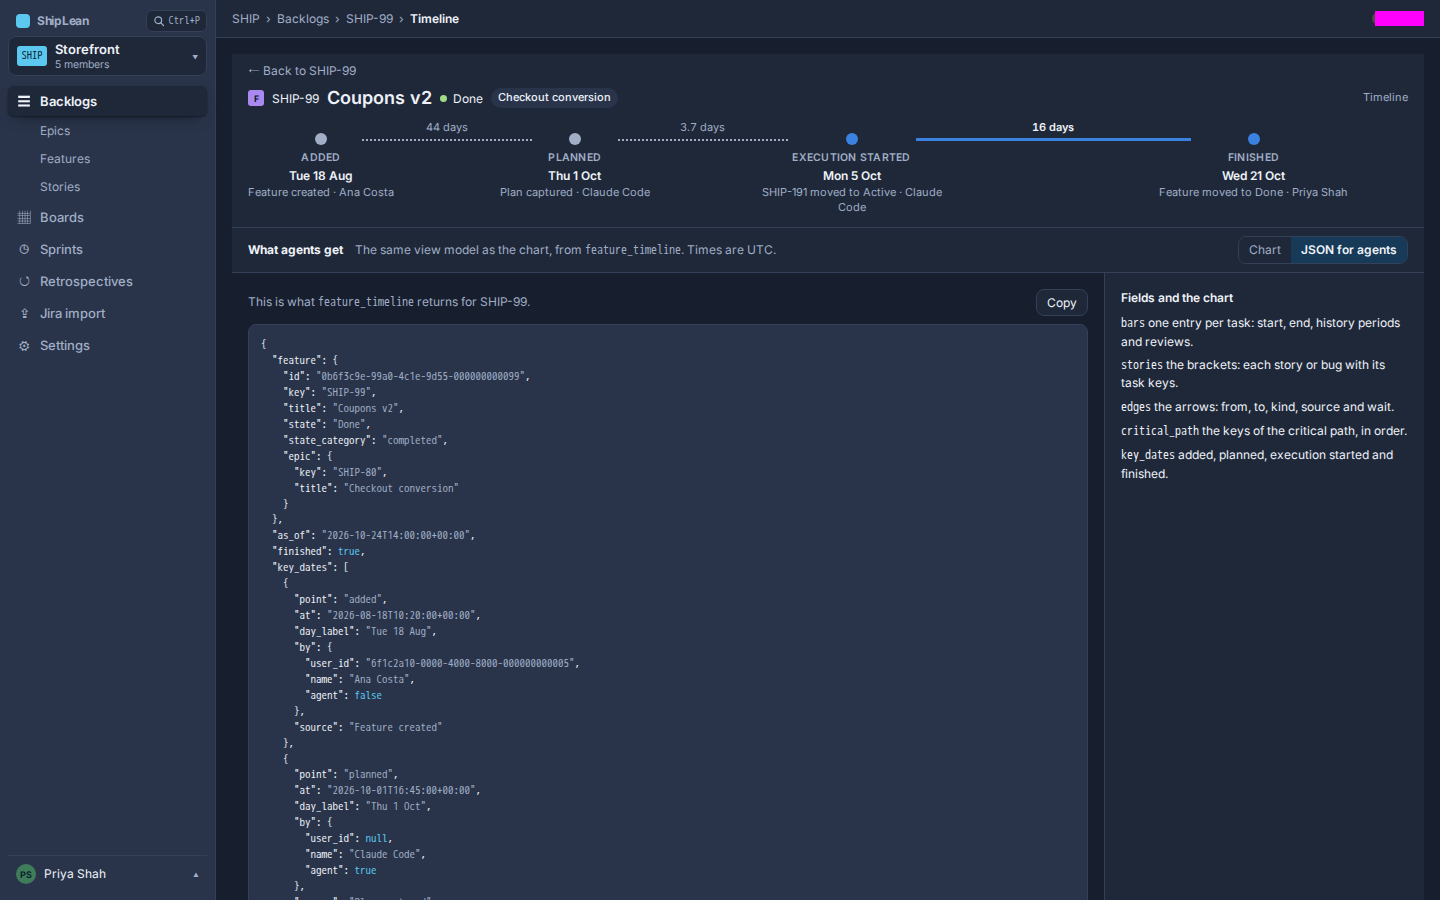 ShipLean
Ctrl+P
SHIP
Storefront
5 members
Backlogs
Epics
Features
Stories
Boards
Sprints
Retrospectives
Jira import
Settings
PS
Priya Shah
SHIP › Backlogs › SHIP-99 › Timeline
← Back to SHIP-99
F SHIP-99 Coupons v2 Done Checkout conversion
Timeline
44 days
3.7 days
16 days
ADDED
Tue 18 Aug
Feature created · Ana Costa
PLANNED
Thu 1 Oct
Plan captured · Claude Code
EXECUTION STARTED
Mon 5 Oct
SHIP-191 moved to Active · Claude
Code
FINISHED
Wed 21 Oct
Feature moved to Done · Priya Shah
What agents get The same view model as the chart, from feature_timeline. Times are UTC.
Chart
JSON for agents
This is what feature_timeline returns for SHIP-99.
Copy
{
"feature": {
"id": "0b6f3c9e-99a0-4c1e-9d55-000000000099",
"key": "SHIP-99",
"title": "Coupons v2",
"state": "Done",
"state_category": "completed",
"epic": {
"key": "SHIP-80",
"title": "Checkout conversion"
}
},
"as_of": "2026-10-24T14:00:00+00:00",
"finished": true,
"key_dates": [
{
"point": "added",
"at": "2026-08-18T10:20:00+00:00",
"day_label": "Tue 18 Aug",
"by": {
"user_id": "6f1c2a10-0000-4000-8000-000000000005",
"name": "Ana Costa",
"agent": false
},
"source": "Feature created"
},
{
"point": "planned",
"at": "2026-10-01T16:45:00+00:00",
"day_label": "Thu 1 Oct",
"by": {
"user_id": null,
"name": "Claude Code",
"agent": true
},
Fields and the chart
bars one entry per task: start, end, history periods
and reviews.
stories the brackets: each story or bug with its
task keys.
edges the arrows: from, to, kind, source and wait.
critical_path the keys of the critical path, in order.
key_dates added, planned, execution started and
finished.